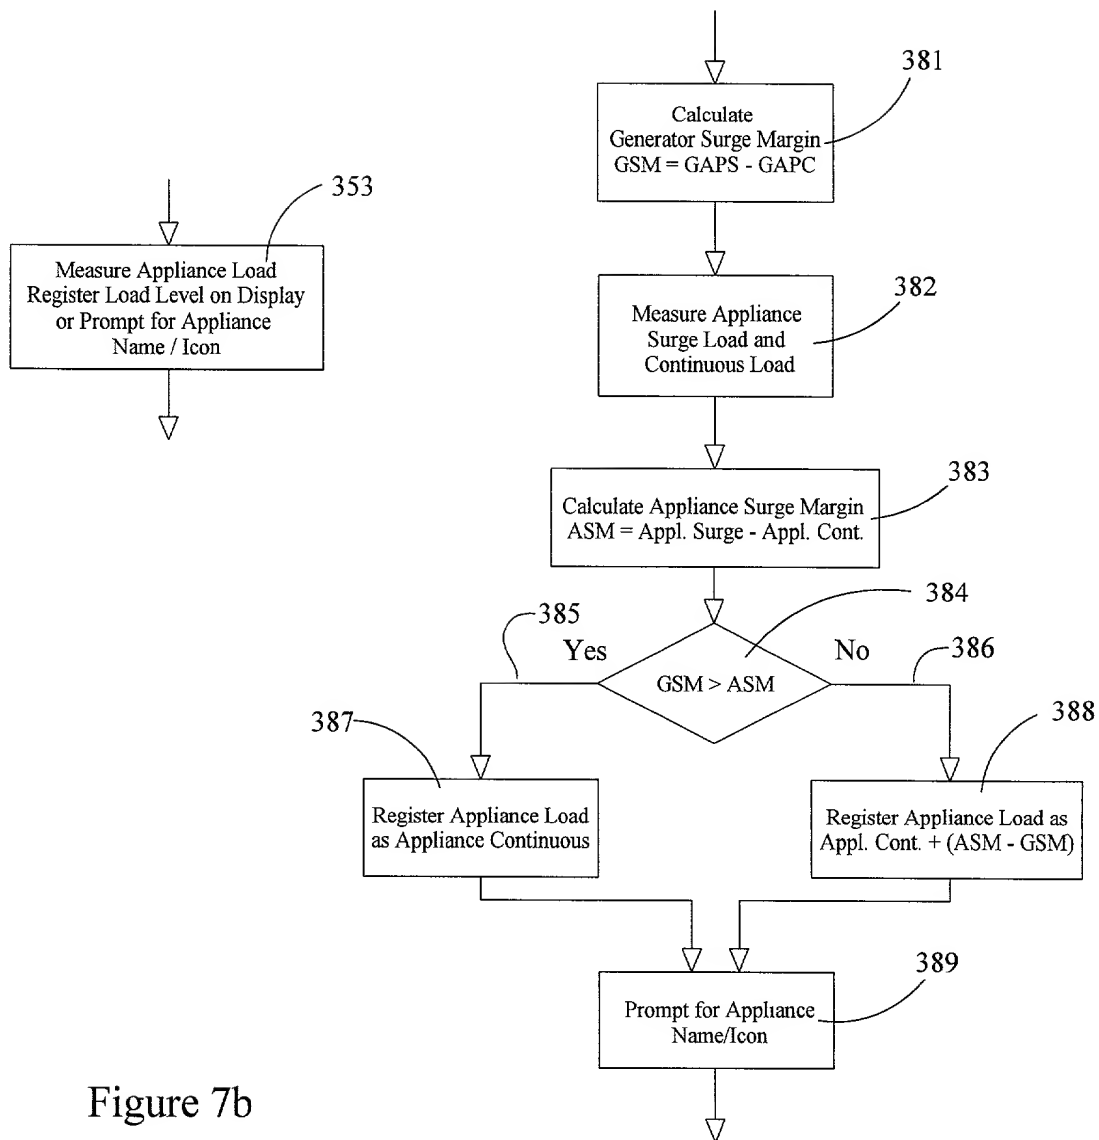 381
Calculate
Generator Surge Margin
GSM = GAPS - GAPC
353
Measure Appliance Load
Register Load Level on Display
or Prompt for Appliance
Name / Icon
382
Measure Appliance
Surge Load and
Continuous Load
383
Calculate Appliance Surge Margin
ASM = Appl. Surge - Appl. Cont.
384
385
Yes
No
386
GSM > ASM
387
388
Register Appliance Load
as Appliance Continuous
Register Appliance Load as
Appl. Cont. + (ASM - GSM)
389
Prompt for Appliance
Name/Icon
Figure 7b